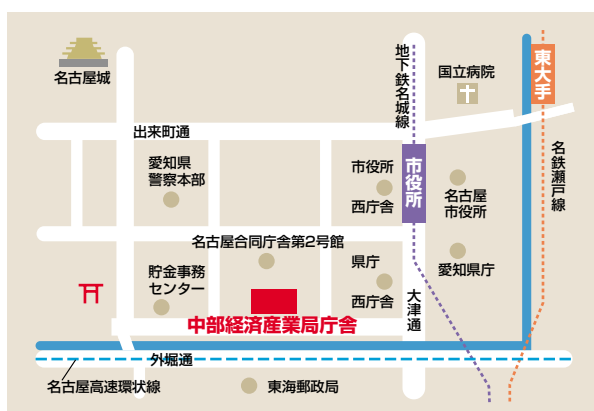 名古屋城
地下鉄名城線
国立病院
東大手
出来町通
愛知県
警察本部
市役所
西庁舎
市役所
名古屋
市役所
名鉄瀬戸線
名古屋合同庁舎第2号館
県庁
西庁舎
愛知県庁
貯金事務
センター
大津通
中部経済産業局庁舎
外堀通
名古屋高速環状線
東海郵政局